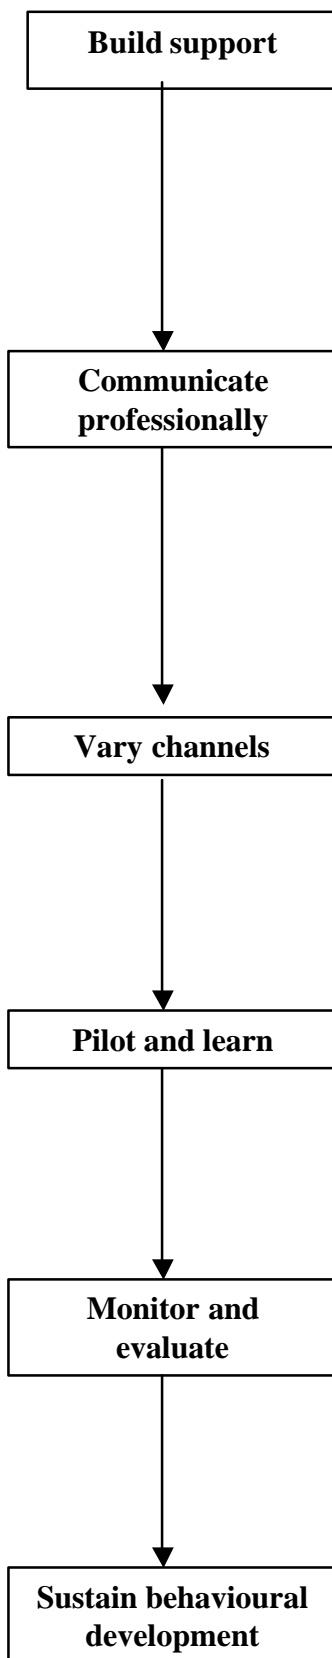 Build support
Communicate
professionally
Vary channels
Pilot and learn
Monitor and
evaluate
Sustain behavioural
development